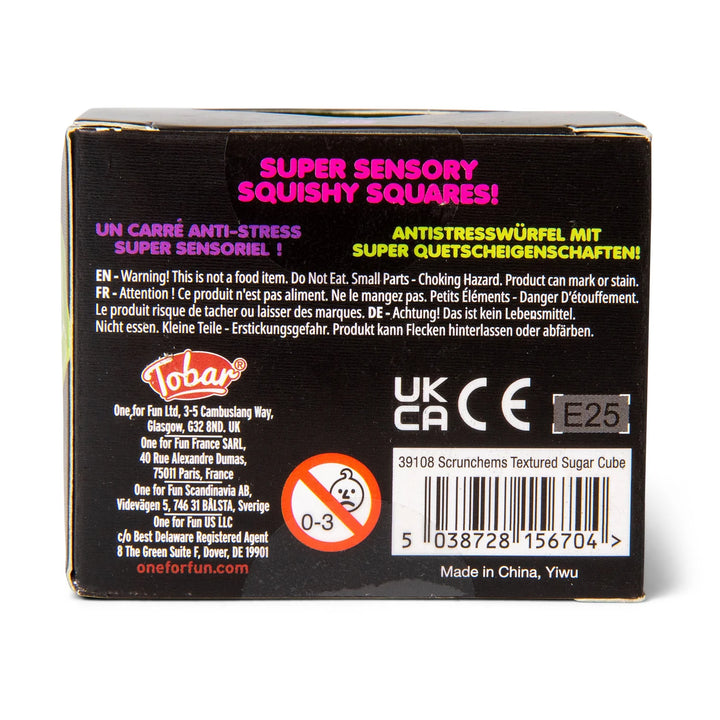 SUPER SENSORY
SQUISHY SQUARES!
UN CARRÉ ANTI-STRESS
SUPER SENSORIEL !
ANTISTRESSWÜRFEL MIT
SUPER QUETSCHEIGENSCHAFTEN!
EN - Warning! This is not a food item. Do Not Eat. Small Parts - Choking Hazard. Product can mark or stain.
FR - Attention ! Ce produit n'est pas aliment. Ne le mangez pas. Petits Éléments - Danger D'étouffement.
Le produit risque de tacher ou laisser des marques. DE - Achtung! Das ist kein Lebensmittel.
Nicht essen. Kleine Teile - Erstickungsgefahr. Produkt kann Flecken hinterlassen oder abfärben.
Tobar®
One for Fun Ltd, 3-5 Cambuslang Way,
Glasgow, G32 8ND. UK
One for Fun France SARL,
40 Rue Alexandre Dumas,
75011 Paris, France
One for Fun Scandinavia AB,
Videvägen 5, 746 31 BÅLSTA, Sverige
One for Fun US LLC
c/o Best Delaware Registered Agent
8 The Green Suite F, Dover, DE 19901
oneforfun.com
0-3
UK
CA
CE
E25
39108 Scrunchems Textured Sugar Cube
5 038728 156704 >
Made in China, Yiwu